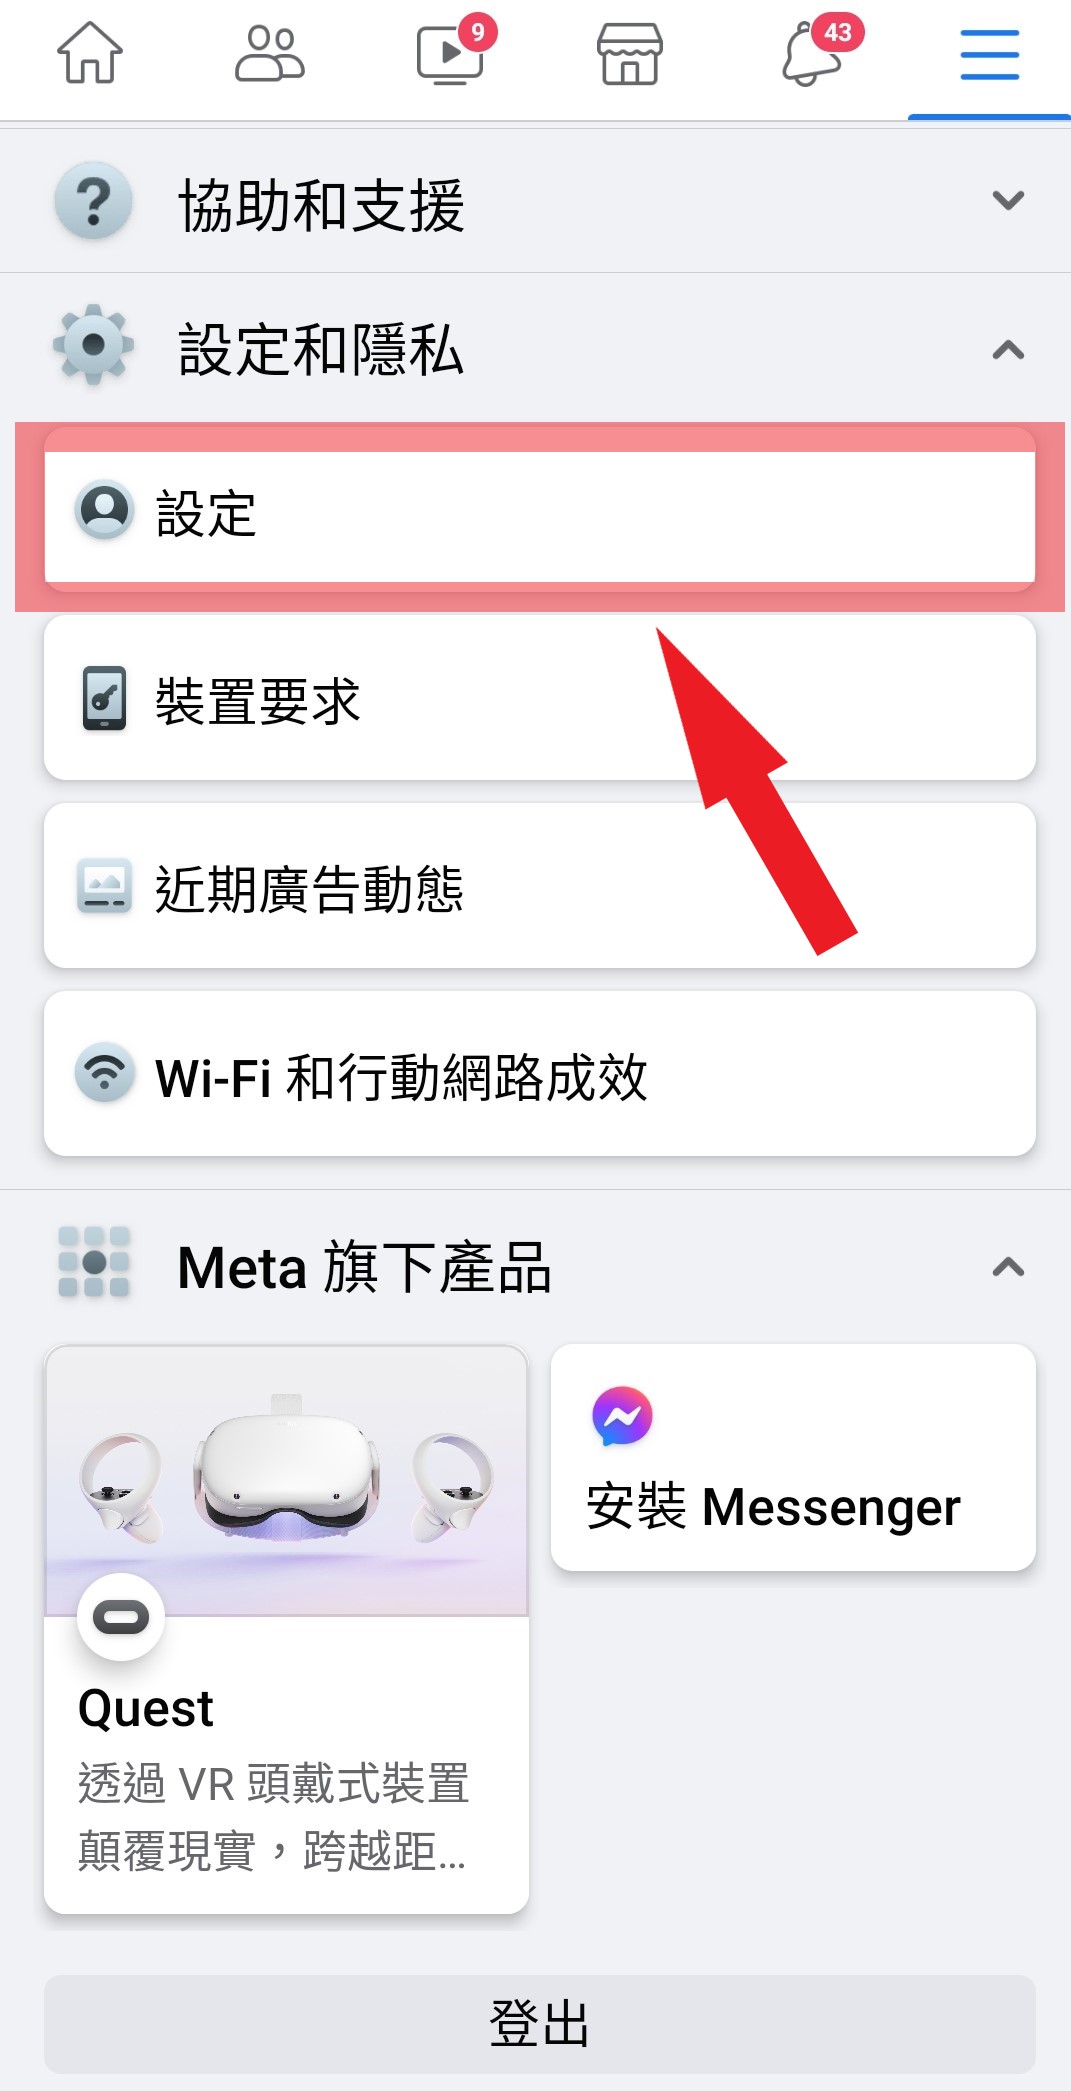 9
43
協助和支援
設定和隱私
設定
裝置要求
近期廣告動態
Wi-Fi 和行動網路成效
Meta 旗下產品
安裝 Messenger
Quest
透過 VR 頭戴式裝置
顛覆現實，跨越距...
登出